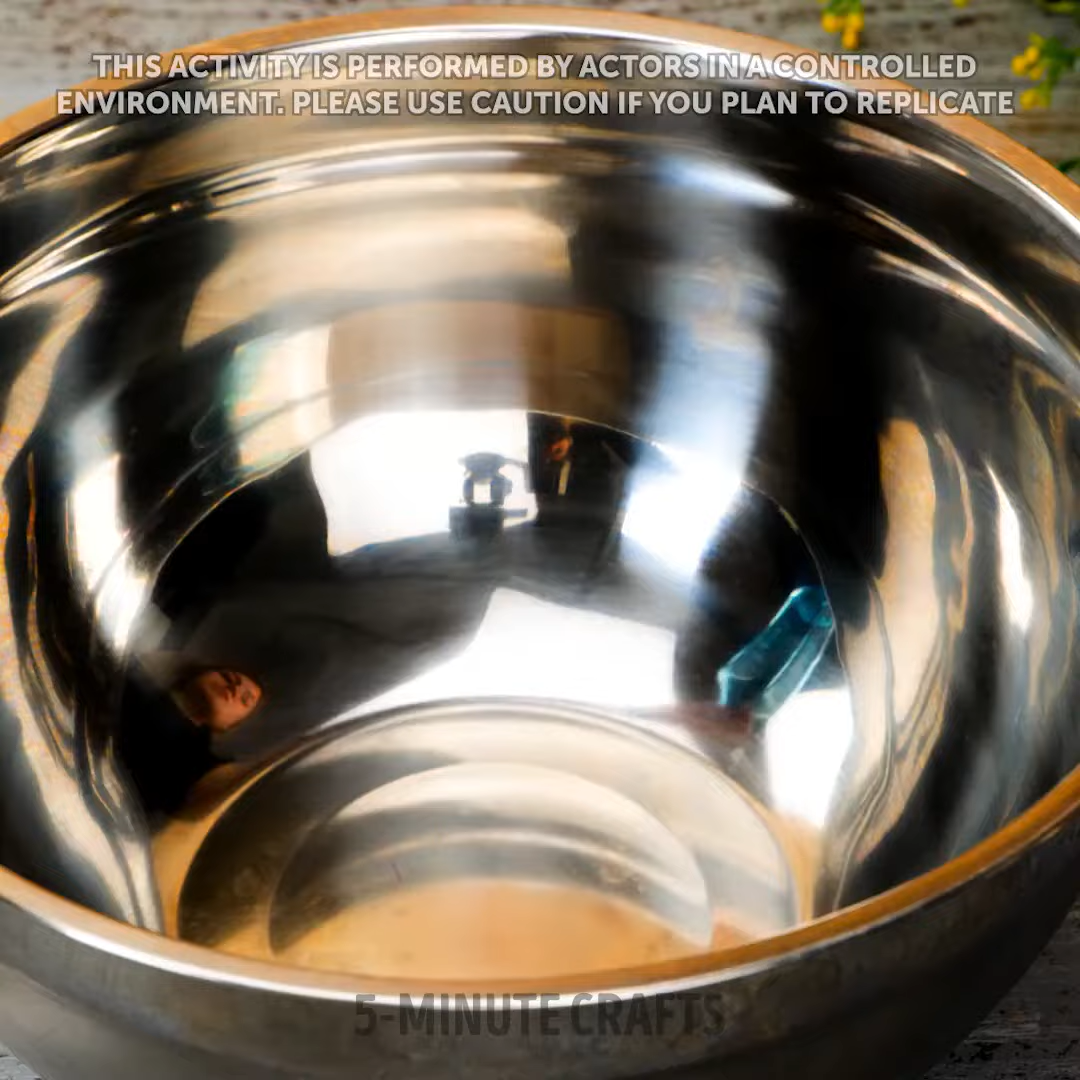 THIS ACTIVITY IS PERFORMED BY ACTORS IN A CONTROLLED
ENVIRONMENT. PLEASE USE CAUTION IF YOU PLAN TO REPLICATE
5-MINUTE CRAFTS